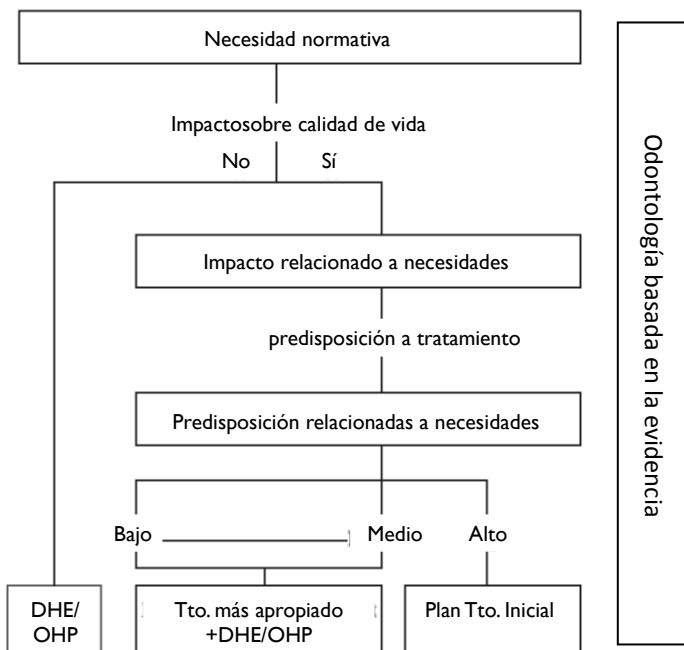 Necesidad normativa
Impactosobre calidad de vida
No Sí
Impacto relacionado a necesidades
predisposición a tratamiento
Predisposición relacionadas a necesidades
Bajo Medio Alto
DHE/
OHP
Tto. más apropiado
+DHE/OHP
Plan Tto. Inicial
Odontología basada en la evidencia